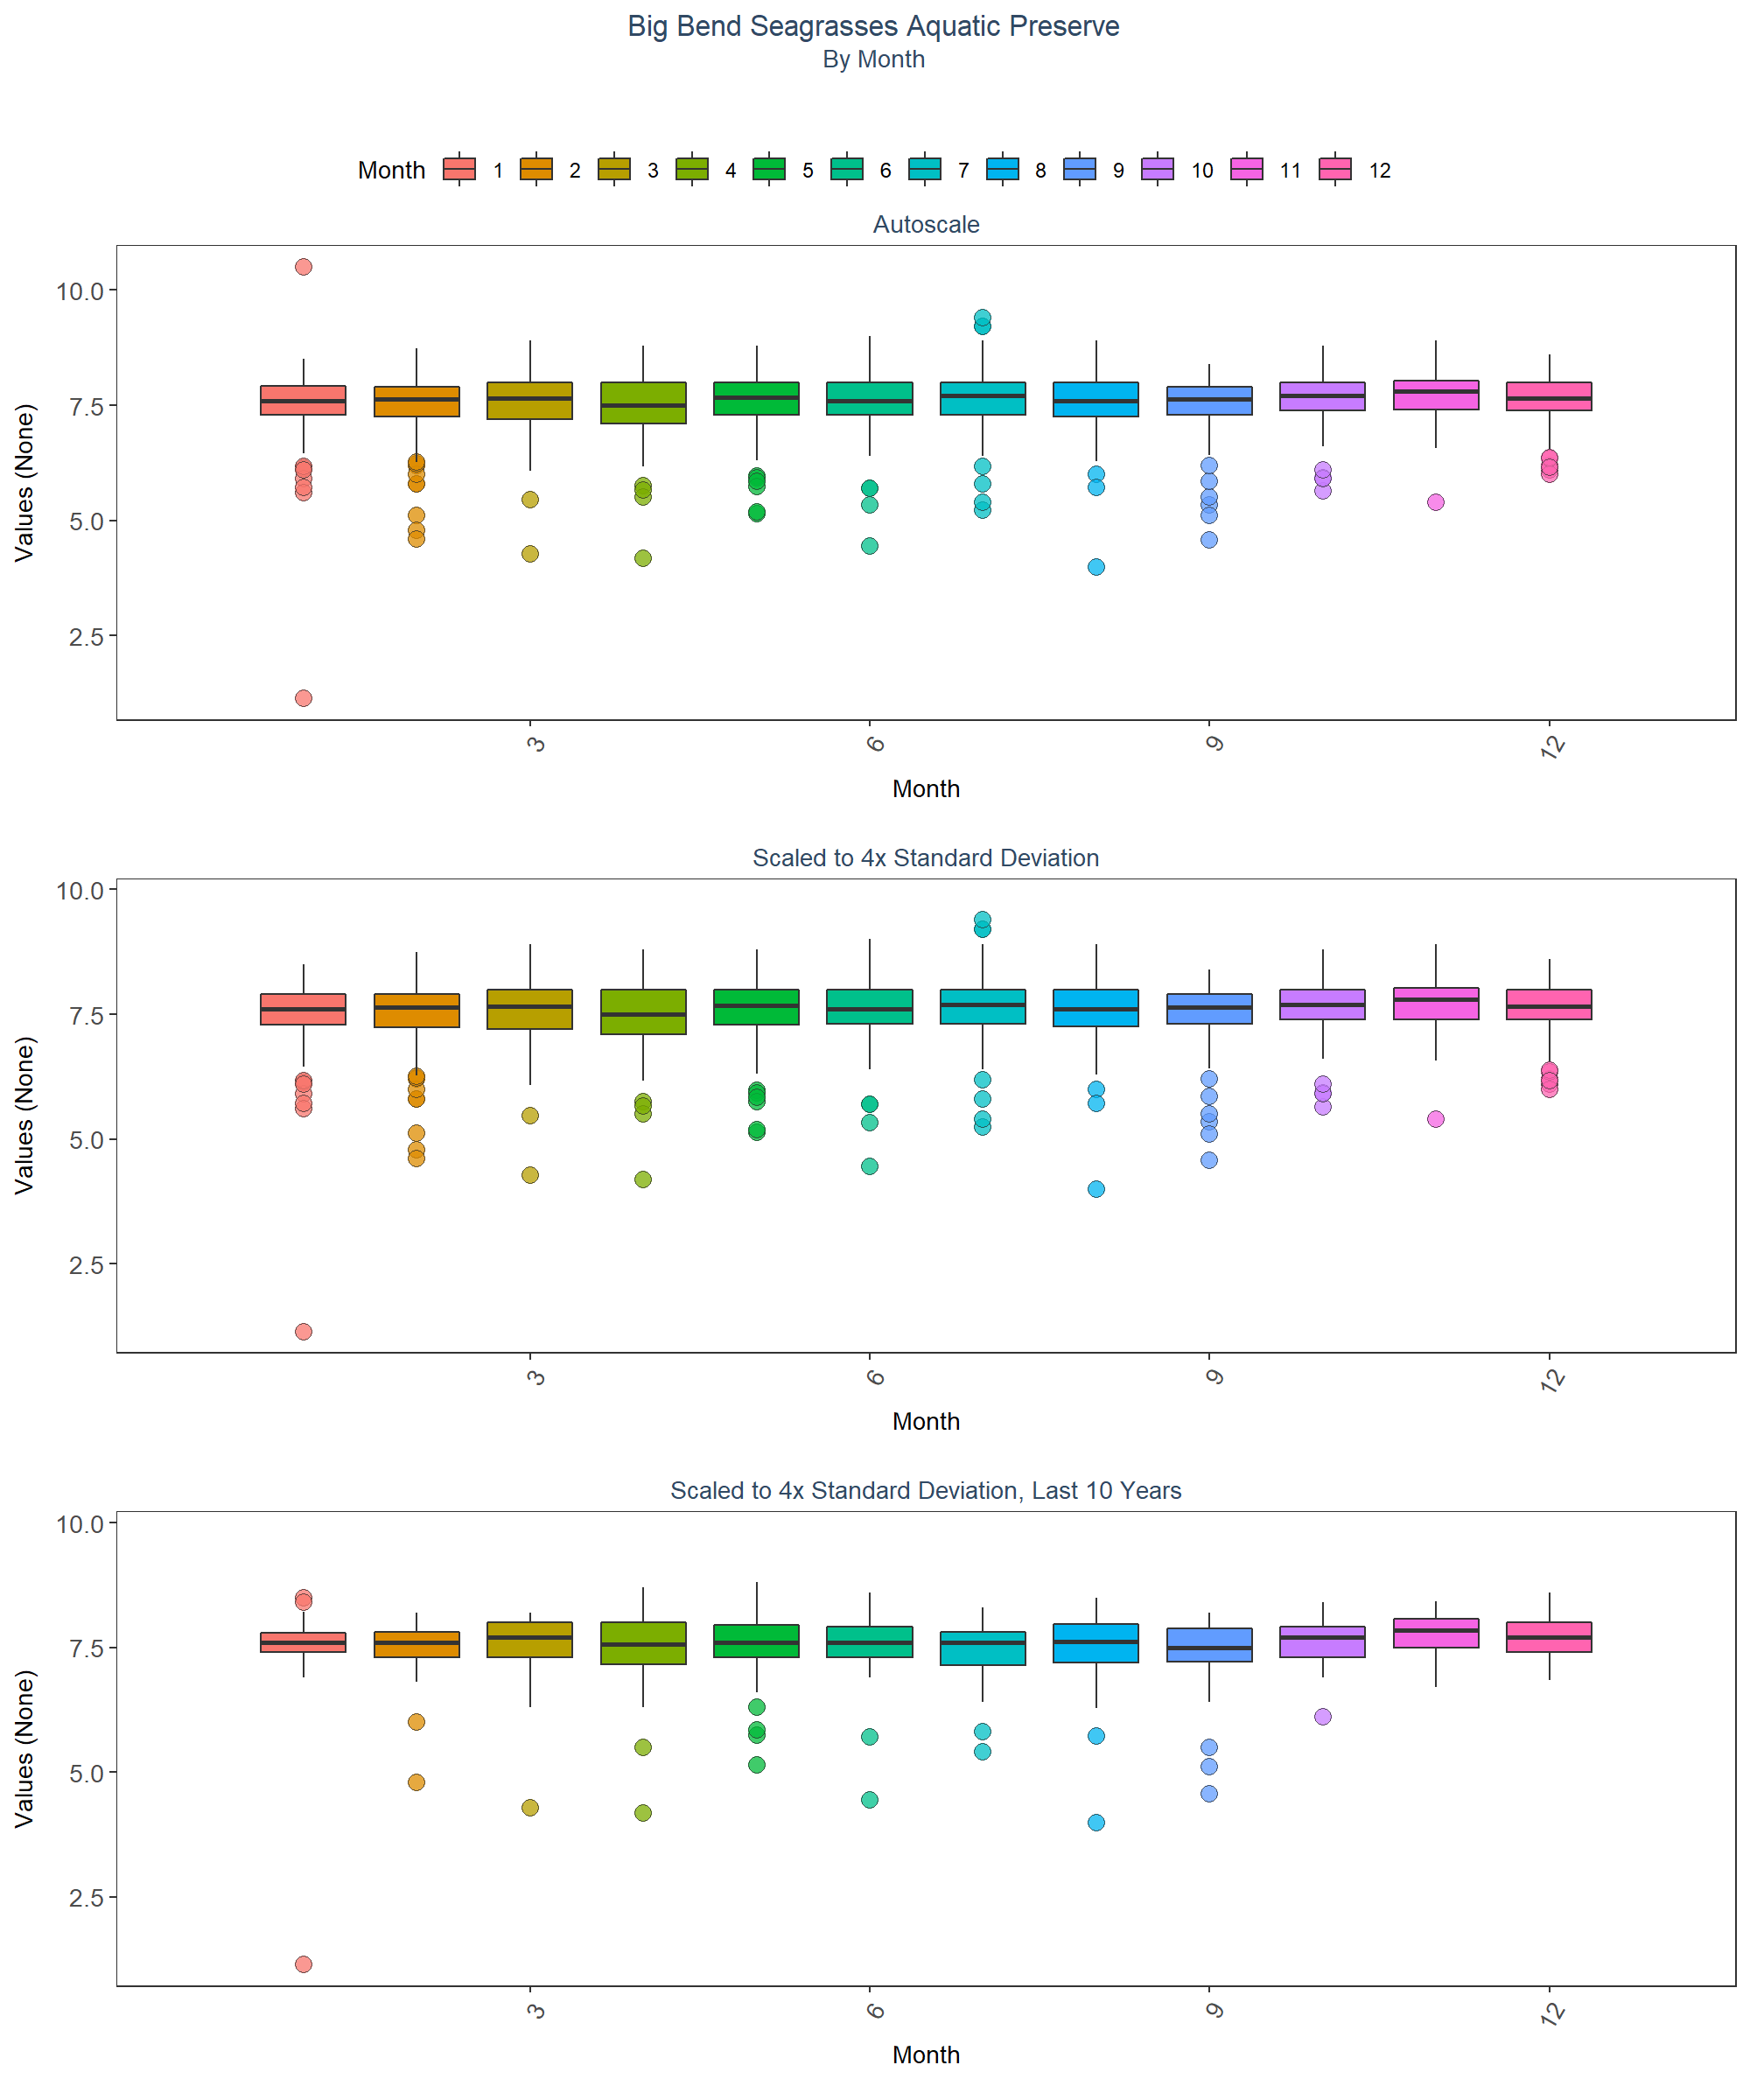 Big Bend Seagrasses Aquatic Preserve
By Month
Month 1 2 3 4 5 6 7 8 9 10 11 12
Autoscale
Values (None)
10.0
7.5
5.0
2.5
3 6 9 12
Month
Scaled to 4x Standard Deviation
Values (None)
10.0
7.5
5.0
2.5
3 6 9 12
Month
Scaled to 4x Standard Deviation, Last 10 Years
Values (None)
10.0
7.5
5.0
2.5
3 6 9 12
Month